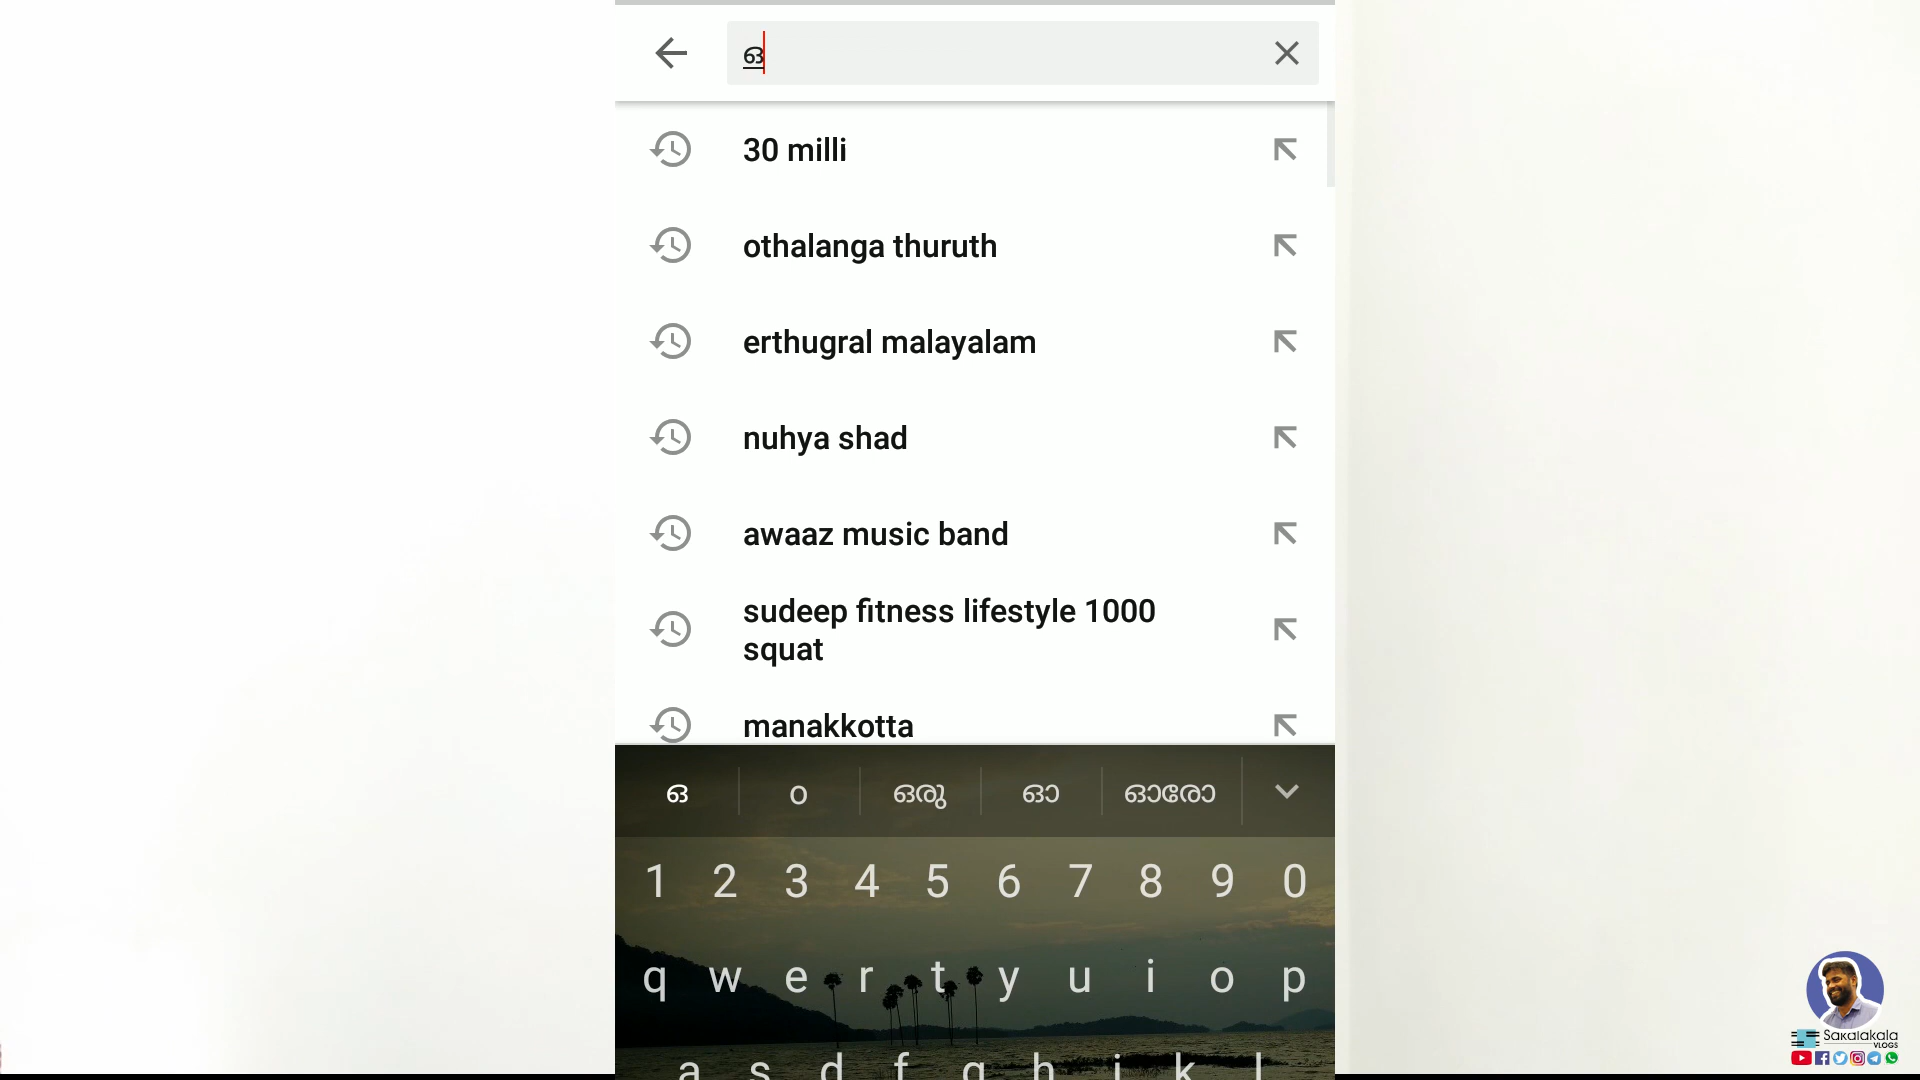 ഒ
30 milli
othalanga thuruth
erthugral malayalam
nuhya shad
awaaz music band
sudeep fitness lifestyle 1000
squat
manakkotta
ഒ o ഒരു ഓ ഓരോ
1 2 3 4 5 6 7 8 9 0
q w e r t y u i o p
a s d f g h j k l
Sakalakala
VLOGS